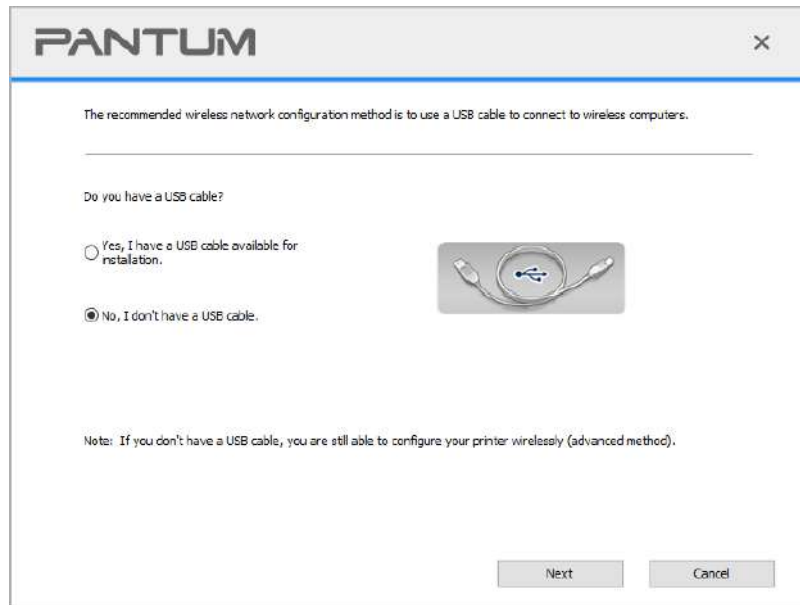 PANTUM
The recommended wireless network configuration method is to use a USB cable to connect to wireless computers.
Do you have a USB cable?
Yes, I have a USB cable available for
nstallation.
No, I don't have a USB cable.
Note: If you don't have a USB cable, you are still able to configure your printer wirelessly (advanced method).
Next
Cancel